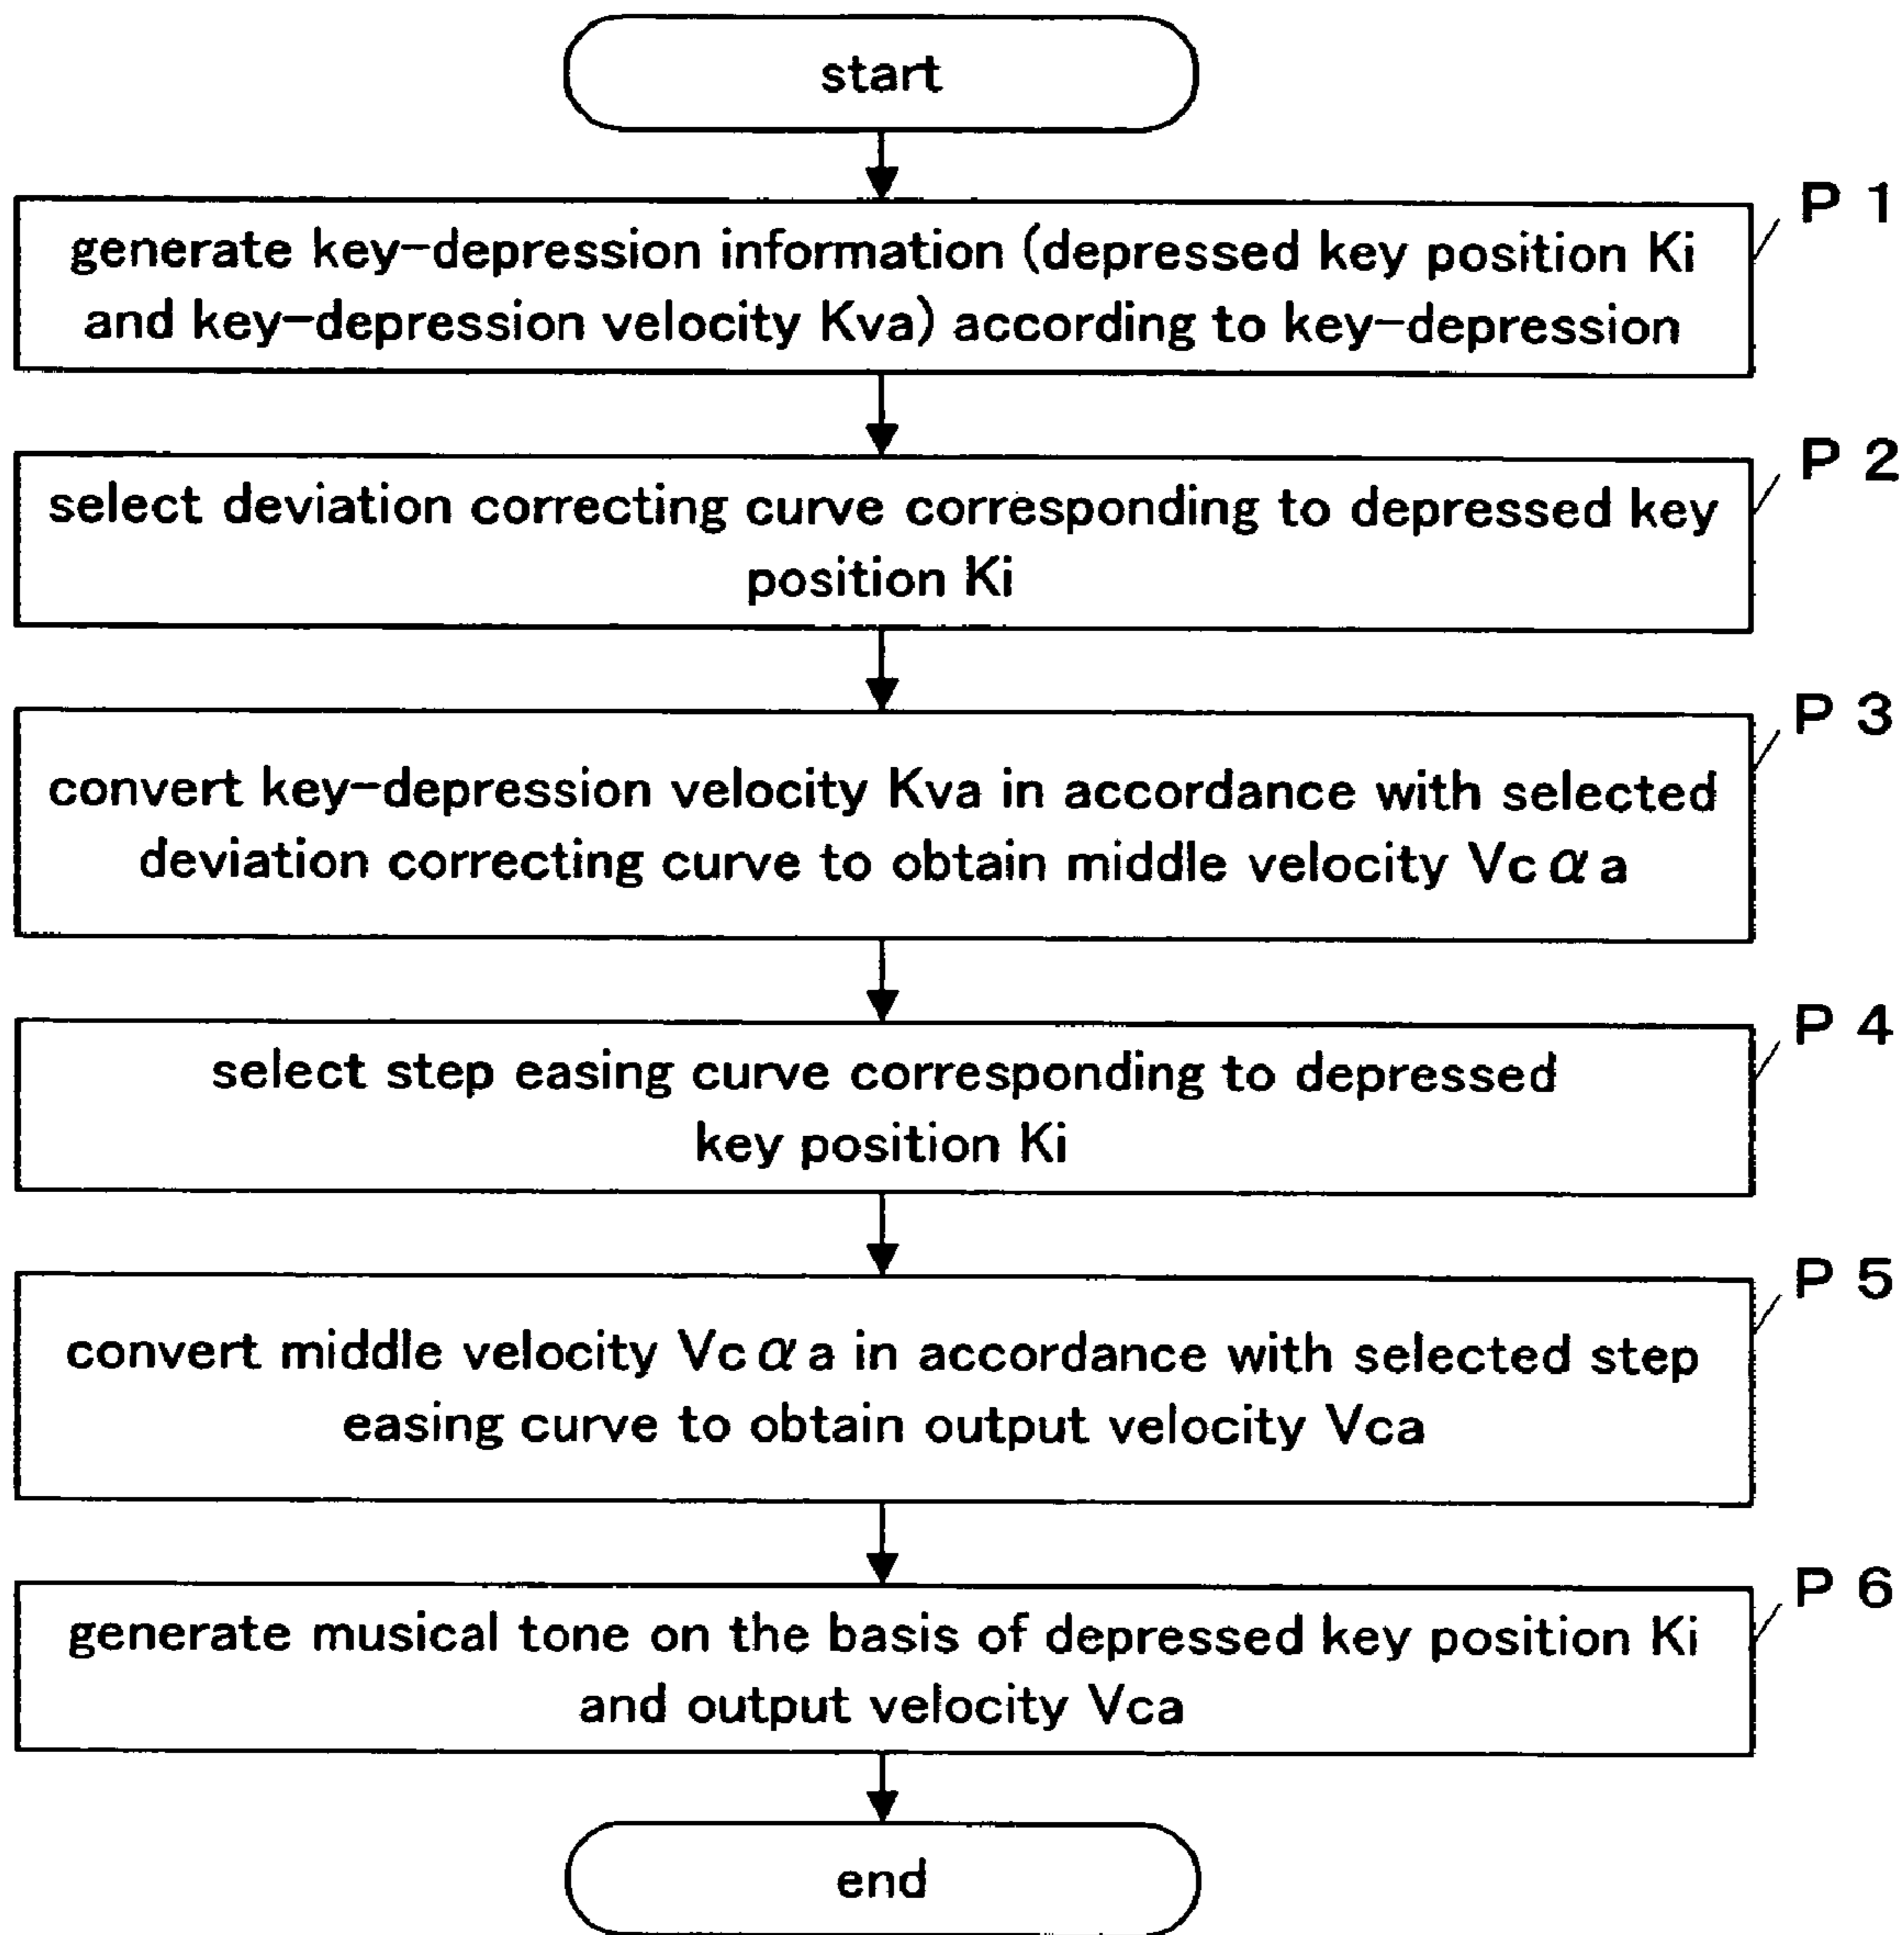 start
P 1
generate key-depression information (depressed key position Ki
and key-depression velocity Kva) according to key-depression
P 2
select deviation correcting curve corresponding to depressed key
position Ki
P 3
convert key-depression velocity Kva in accordance with selected
deviation correcting curve to obtain middle velocity Vc α a
P 4
select step easing curve corresponding to depressed
key position Ki
P 5
convert middle velocity Vc α a in accordance with selected step
easing curve to obtain output velocity Vca
P 6
generate musical tone on the basis of depressed key position Ki
and output velocity Vca
end